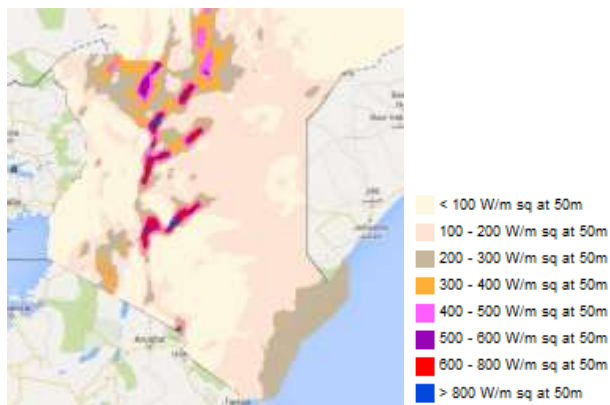 < 100 W/m sq at 50m
100 - 200 W/m sq at 50m
200 - 300 W/m sq at 50m
300 - 400 W/m sq at 50m
400 - 500 W/m sq at 50m
500 - 600 W/m sq at 50m
600 - 800 W/m sq at 50m
> 800 W/m sq at 50m
Arusha